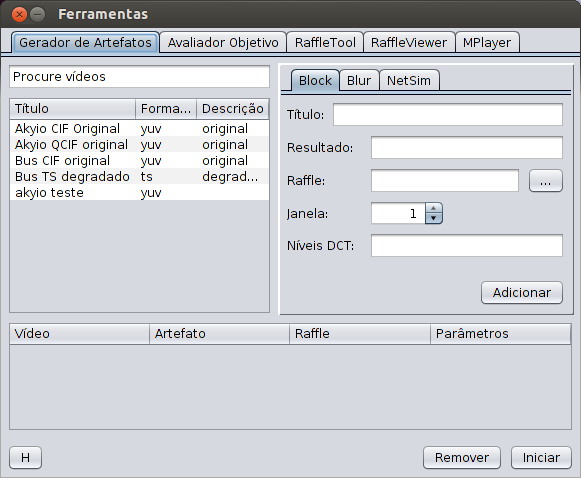 Ferramentas
Gerador de Artefatos Avaliador Objetivo RaffleTool RaffleViewer MPlayer
Procure vídeos
Título Forma... Descrição
Akyio CIF Original yuv original
Akyio QCIF original yuv original
Bus CIF original yuv original
Bus TS degradado ts degrad...
akyio teste yuv
Block Blur NetSim
Título:
Resultado:
Raffle: ...
Janela: 1
Níveis DCT:
Adicionar
Vídeo Artefato Raffle Parâmetros
H Remover Iniciar